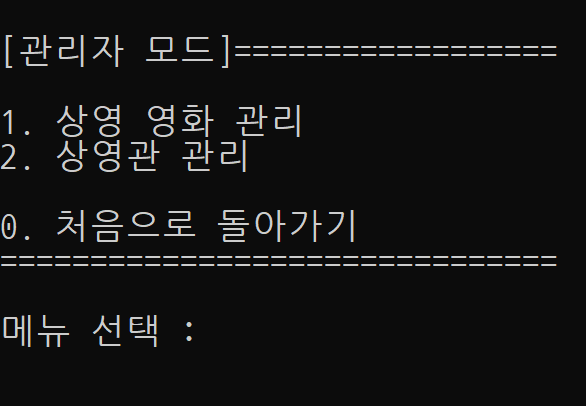 [관리자 모드]==================
1. 상영 영화 관리
2. 상영관 관리
0. 처음으로 돌아가기
===============================
메뉴 선택 :